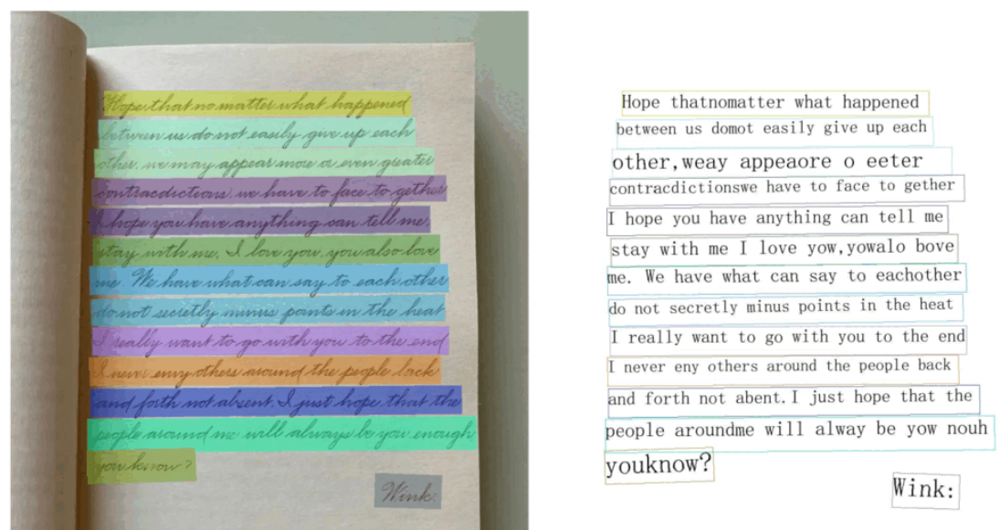 Hope that no matter what happened
between us do not easily give up each
other, we may appear more or even greater
contracdictions we have to face to gether
I hope you have anything can tell me,
stay with me, I love you, you also love
me. We have what can say to each other
do not secretly minus points in the heat
I really want to go with you to the end
I never envy others around the people back
and forth not absent. I just hope that the
people around me will always be you enough
you know?
Wink:
Hope thatnomatter what happened
between us domot easily give up each
other,weay appeaore o eeter
contracdictionswe have to face to gether
I hope you have anything can tell me
stay with me I love yow,yowalo bove
me. We have what can say to eachother
do not secretly minus points in the heat
I really want to go with you to the end
I never eny others around the people back
and forth not abent.I just hope that the
people aroundme will alway be yow nouh
youknow?
Wink: